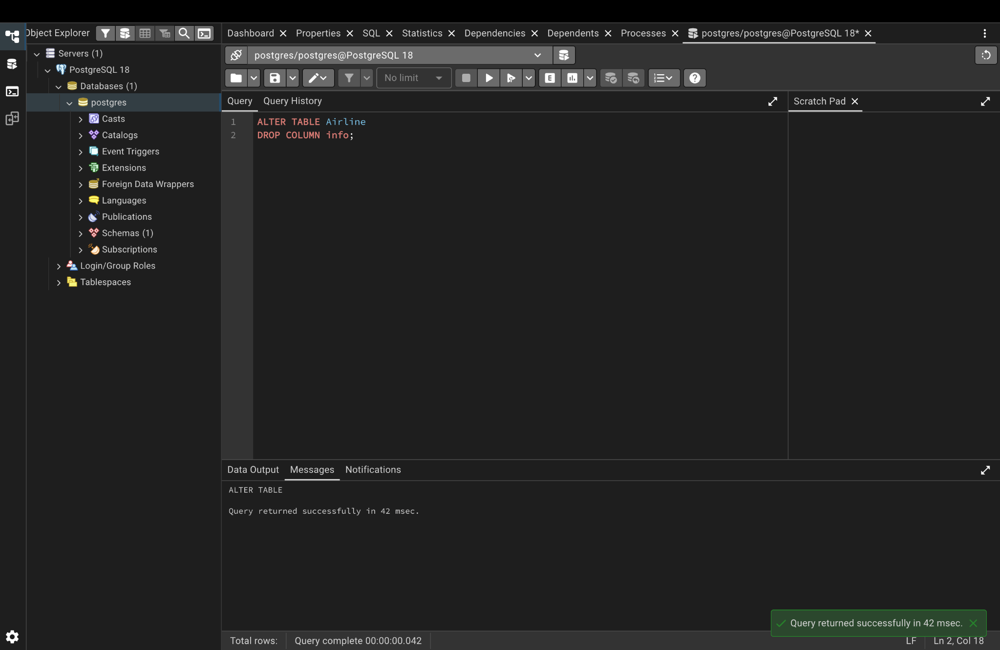 Object Explorer
Dashboard Properties SQL Statistics Dependencies Dependents Processes postgres/postgres@PostgreSQL 18*
Servers (1)
PostgreSQL 18
Databases (1)
postgres
Casts
Catalogs
Event Triggers
Extensions
Foreign Data Wrappers
Languages
Publications
Schemas (1)
Subscriptions
Login/Group Roles
Tablespaces
postgres/postgres@PostgreSQL 18
No limit
E
Query Query History
Scratch Pad
1 ALTER TABLE Airline
2 DROP COLUMN info;
Data Output Messages Notifications
ALTER TABLE
Query returned successfully in 42 msec.
Query returned successfully in 42 msec.
Total rows: Query complete 00:00:00.042 LF Ln 2, Col 18